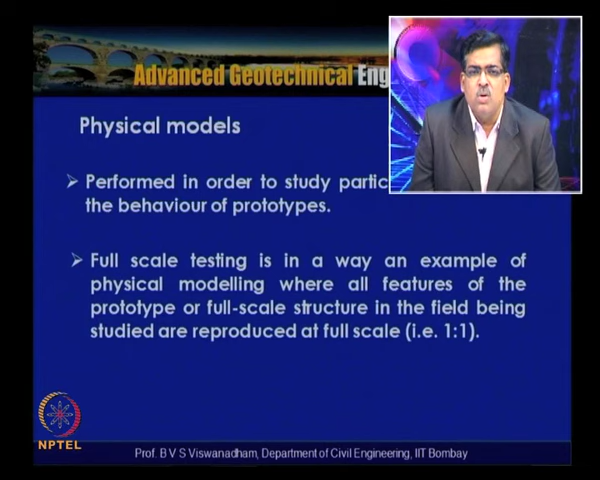 Advanced Geotechnical
Physical models
➢ Performed in order to study
the behaviour of prototypes.
➢ Full scale testing is in a way an example of
physical modelling where all features of the
prototype or full-scale structure in the field being
studied are reproduced at full scale (i.e. 1:1).
NPTEL
Prof. B V S Viswanadham, Department of Civil Engineering, IIT Bombay